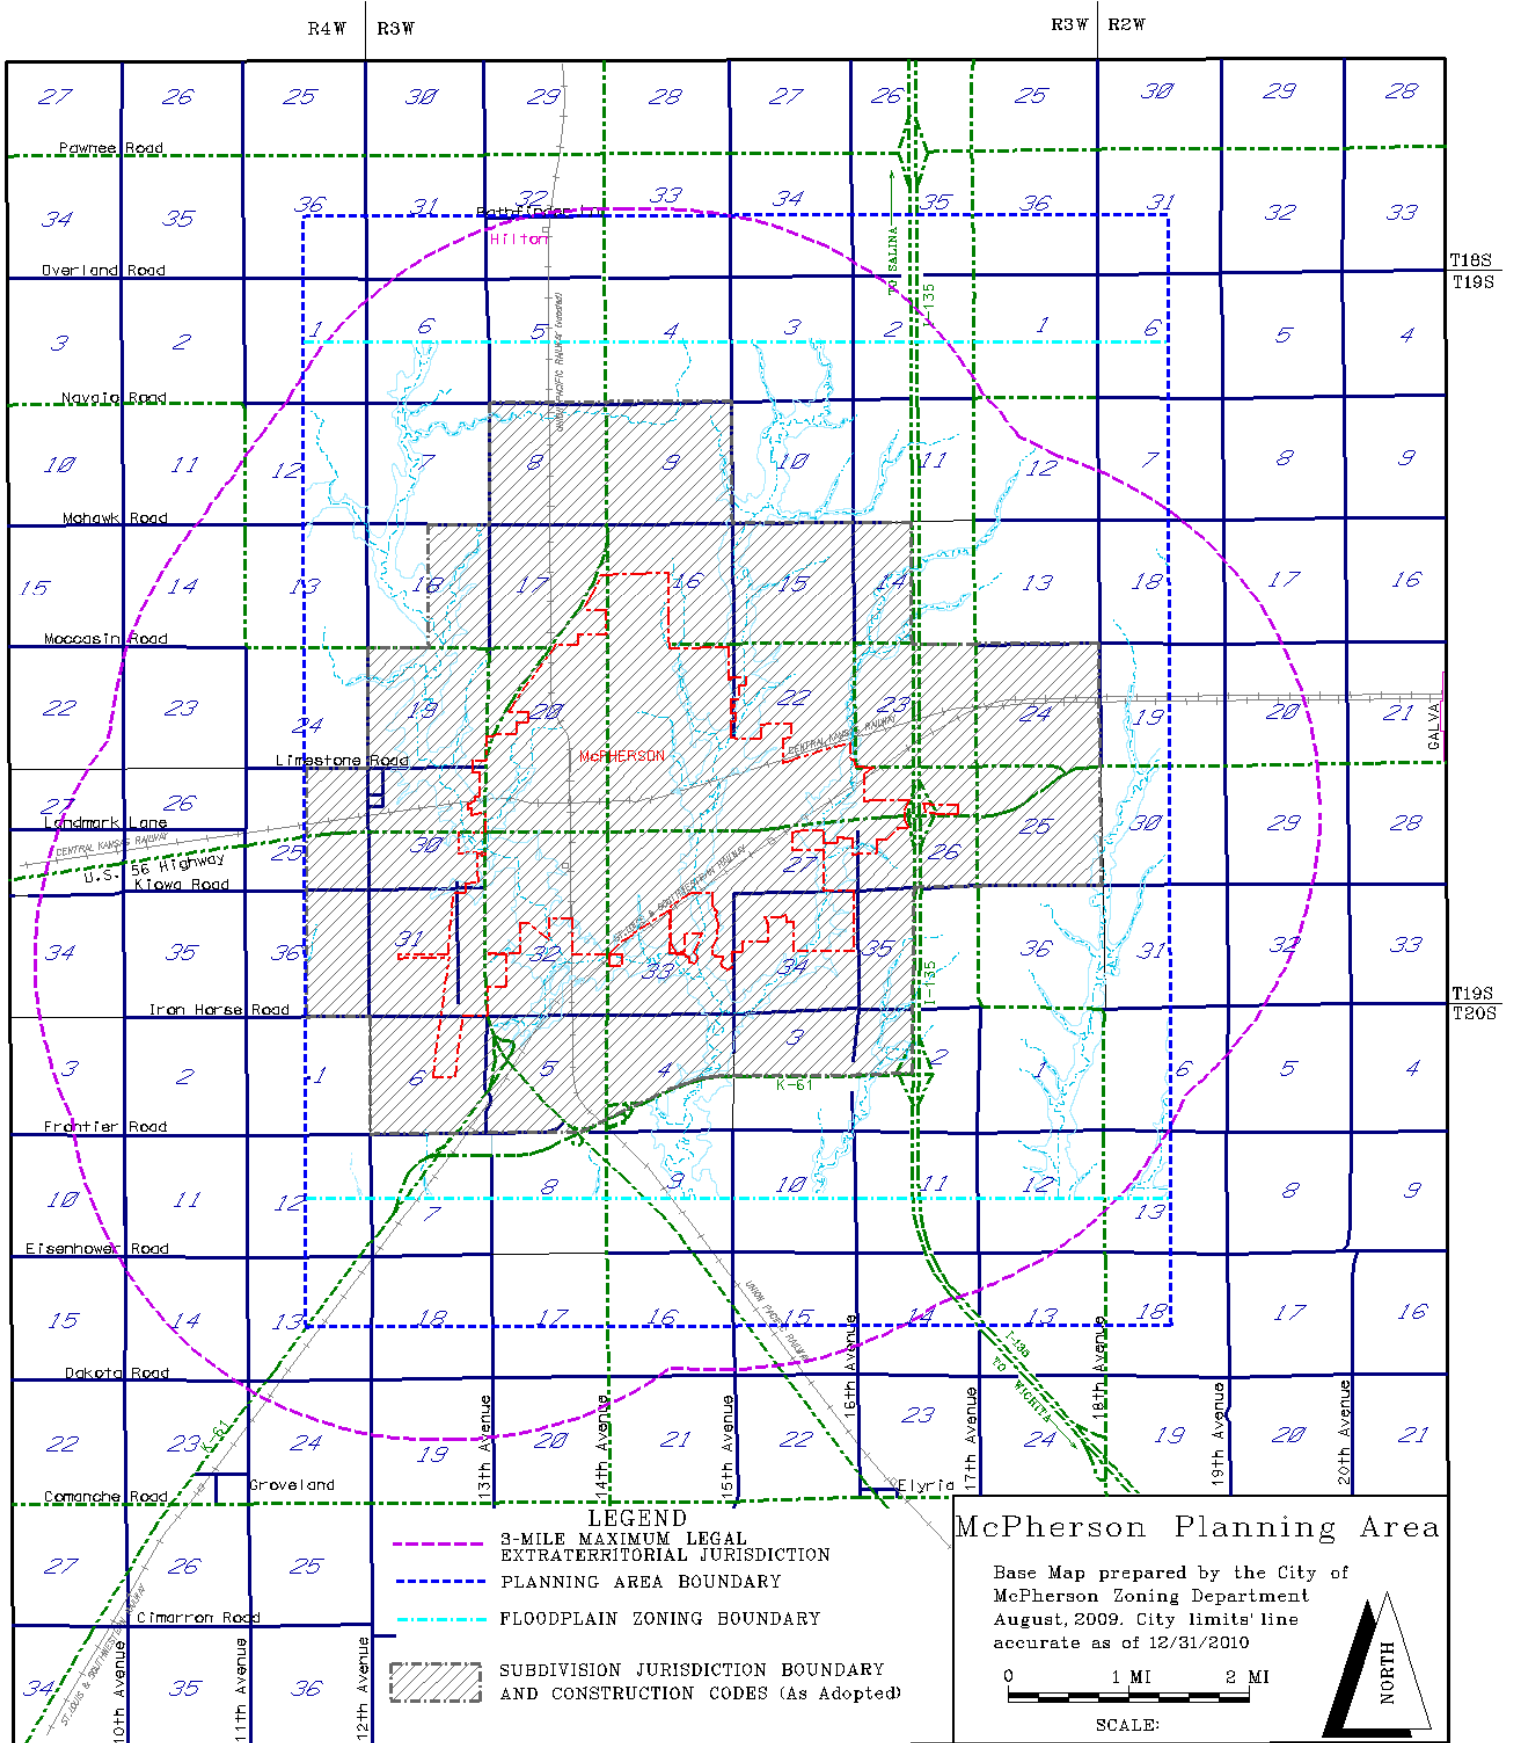 R4W R3W R3W R2W
27 26 25 30 29 28 27 26 25 30 29 28
Pawnee Road
36 31 32 33 34 35 36 31
34 35 32 33
Pathfinder Ln
Hilton
TO SALINA
Overland Road
T18S
T19S
I-135
1 6 5 4 3 2 1 6 5 4
3 2
UNION PACIFIC RAILWAY (vacated)
Navajo Road
10 11 12 7 8 9 10 11 12 7 8 9
Mohawk Road
15 14 13 18 17 16 15 14 13 18 17 16
Moccasin Road
22 23 24 19 20 22 23 24 19 20 21
GALVA
CENTRAL KANSAS RAILWAY
McPHERSON
Limestone Road
27 26
Landmark Lane
CENTRAL KANSAS RAILWAY
25 30 27 26 25 30 29 28
U.S. 56 Highway
Kiowa Road
ST.LOUIS & SOUTHWESTERN RAILWAY
34 35 36 31 32 33 34 35 36 31 32 33
I-135
Iron Horse Road
T19S
T20S
3 2 1 6 5 4 3 2 1 6 5 4
K-61
Frontier Road
10 11 12 7 8 9 10 11 12 13 8 9
Eisenhower Road
UNION PACIFIC RAILWAY
15 14 13 18 17 16 15 14 13 18 17 16
I-135
TO WICHITA
Dakota Road
13th Avenue
14th Avenue
15th Avenue
16th Avenue
17th Avenue
18th Avenue
19th Avenue
20th Avenue
K-61
22 23 24 19 20 21 22 23 24 19 20 21
Groveland
Elyria
Comanche Road
27 26 25
Cimarron Road
ST.LOUIS & SOUTHWESTERN RAILWAY
34 35 36
10th Avenue
11th Avenue
12th Avenue
LEGEND
3-MILE MAXIMUM LEGAL
EXTRATERRITORIAL JURISDICTION
PLANNING AREA BOUNDARY
FLOODPLAIN ZONING BOUNDARY
SUBDIVISION JURISDICTION BOUNDARY
AND CONSTRUCTION CODES (As Adopted)
McPherson Planning Area
Base Map prepared by the City of
McPherson Zoning Department
August, 2009. City limits' line
accurate as of 12/31/2010
0 1 MI 2 MI
SCALE:
NORTH